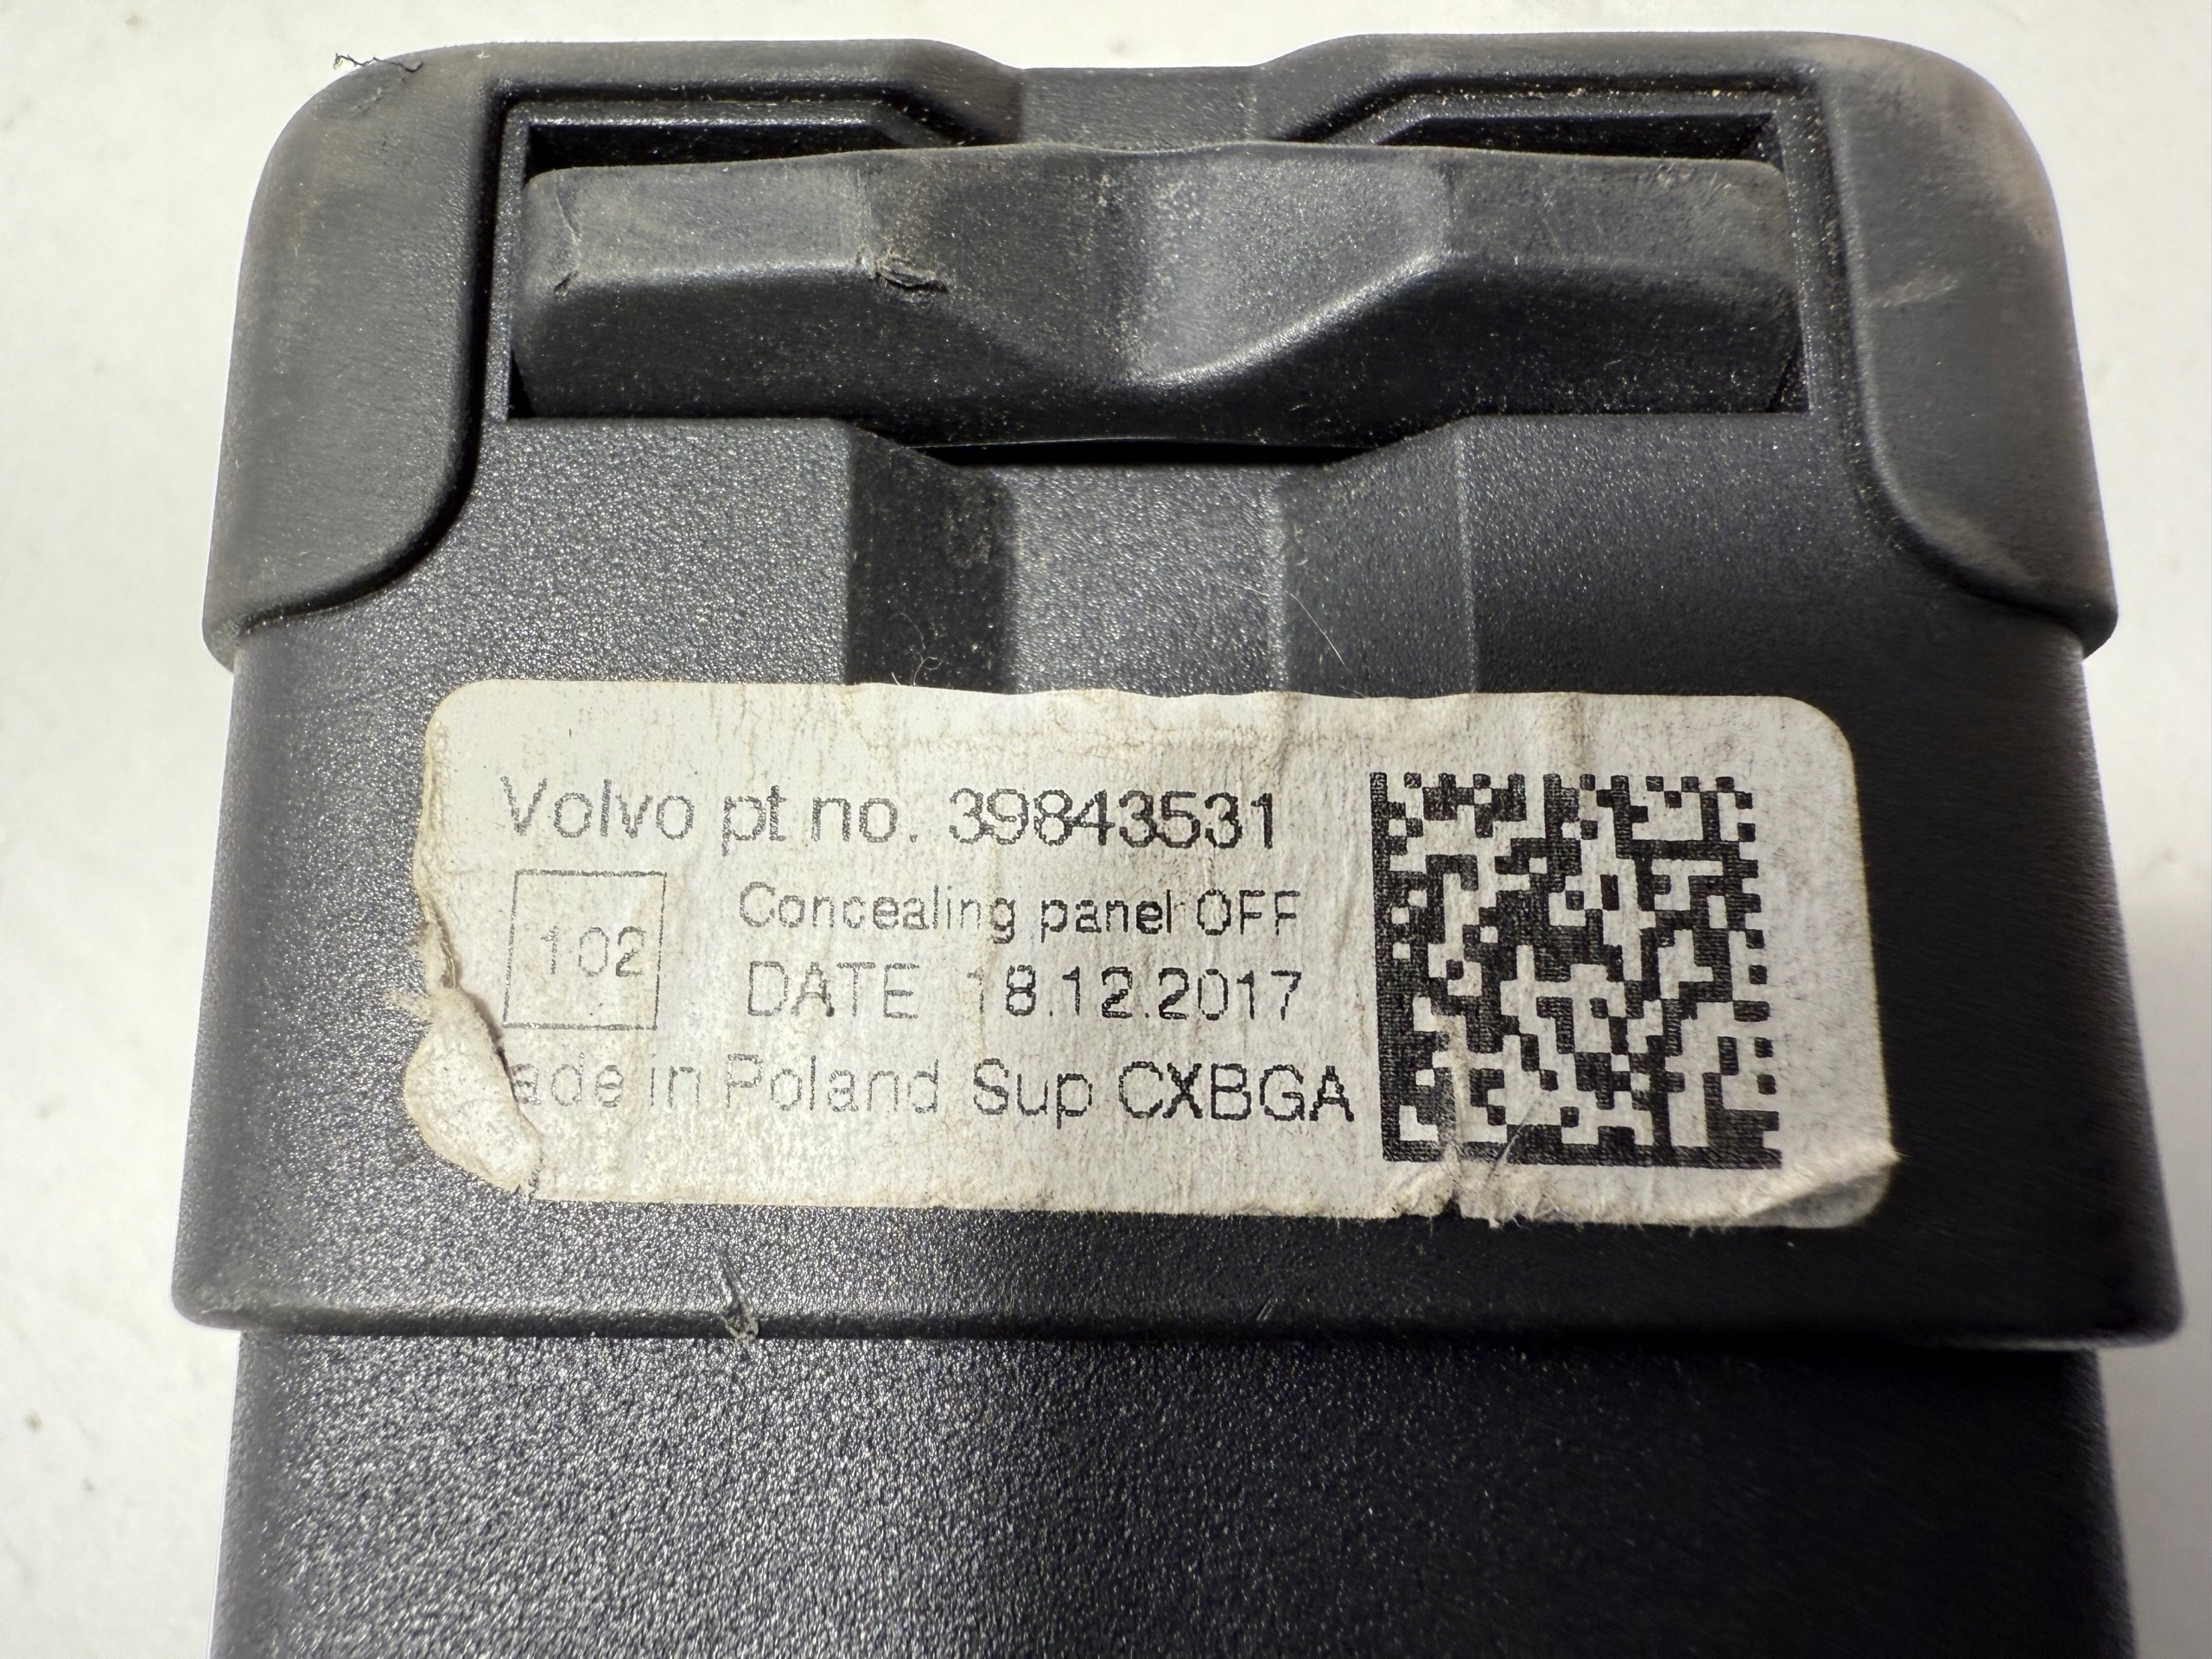 Volvo pt no. 39843531
102
Concealing panel OFF
DATE 18.12.2017
ade in Poland Sup CXBGA